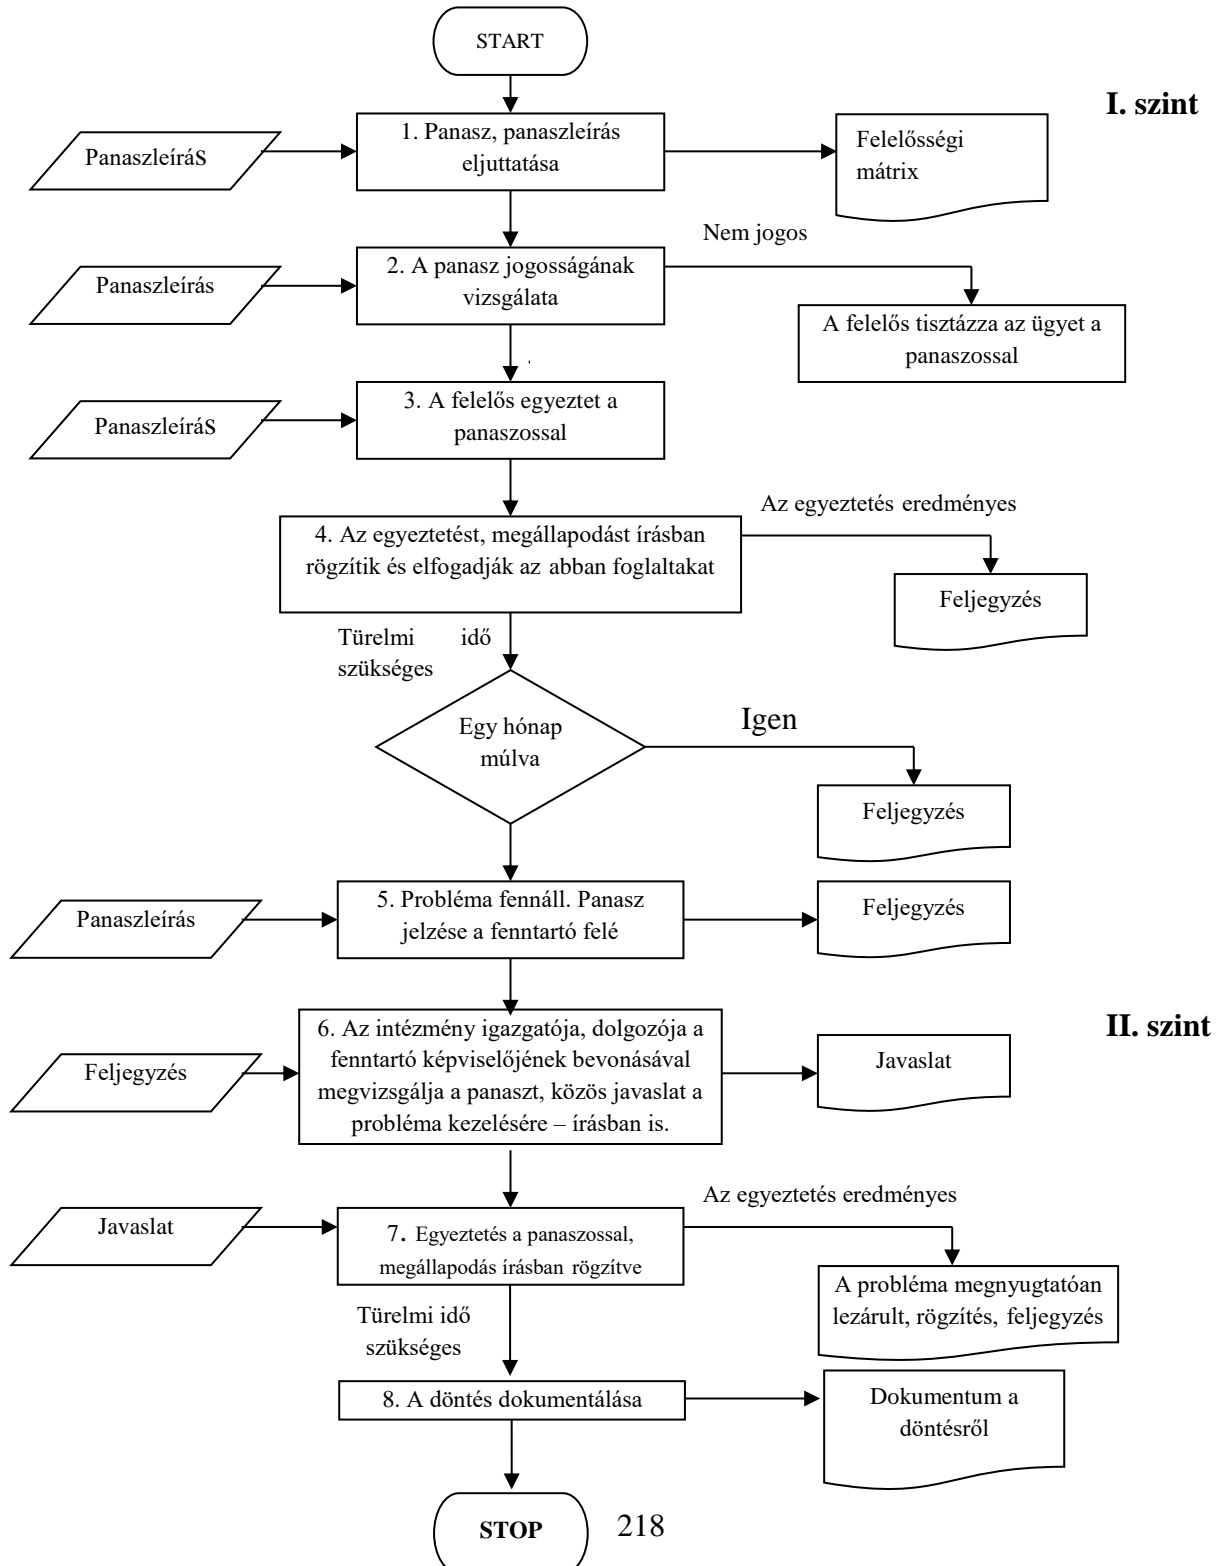 START
I. szint
PanaszleíráS
1. Panasz, panaszleírás
eljuttatása
Felelősségi
mátrix
Nem jogos
Panaszleírás
2. A panasz jogosságának
vizsgálata
A felelős tisztázza az ügyet a
panaszossal
PanaszleíráS
3. A felelős egyeztet a
panaszossal
Az egyeztetés eredményes
4. Az egyeztetést, megállapodást írásban
rögzítik és elfogadják az abban foglaltakat
Feljegyzés
Türelmi idő
szükséges
Egy hónap
múlva
Igen
Feljegyzés
Panaszleírás
5. Probléma fennáll. Panasz
jelzése a fenntartó felé
Feljegyzés
II. szint
Feljegyzés
6. Az intézmény igazgatója, dolgozója a
fenntartó képviselőjének bevonásával
megvizsgálja a panaszt, közös javaslat a
probléma kezelésére – írásban is.
Javaslat
Az egyeztetés eredményes
Javaslat
7. Egyeztetés a panaszossal,
megállapodás írásban rögzítve
A probléma megnyugtatóan
lezárult, rögzítés, feljegyzés
Türelmi idő
szükséges
8. A döntés dokumentálása
Dokumentum a
döntésről
STOP
218